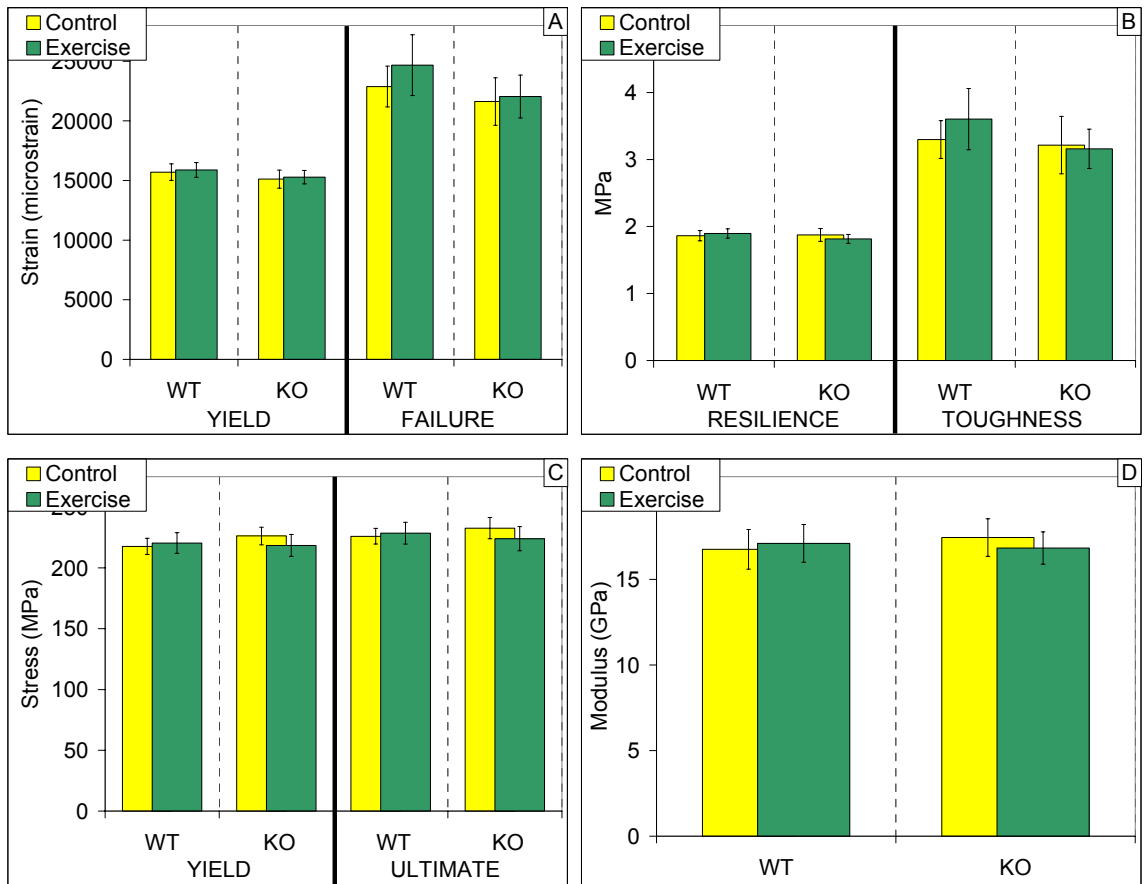 Control
Exercise
A
25000
20000
15000
10000
5000
0
Strain (microstrain)
WT
KO
WT
KO
YIELD
FAILURE
Control
Exercise
B
4
3
2
1
0
MPa
WT
KO
WT
KO
RESILIENCE
TOUGHNESS
Control
Exercise
C
250
200
150
100
50
0
Stress (MPa)
WT
KO
WT
KO
YIELD
ULTIMATE
Control
Exercise
D
15
10
5
0
Modulus (GPa)
WT
KO